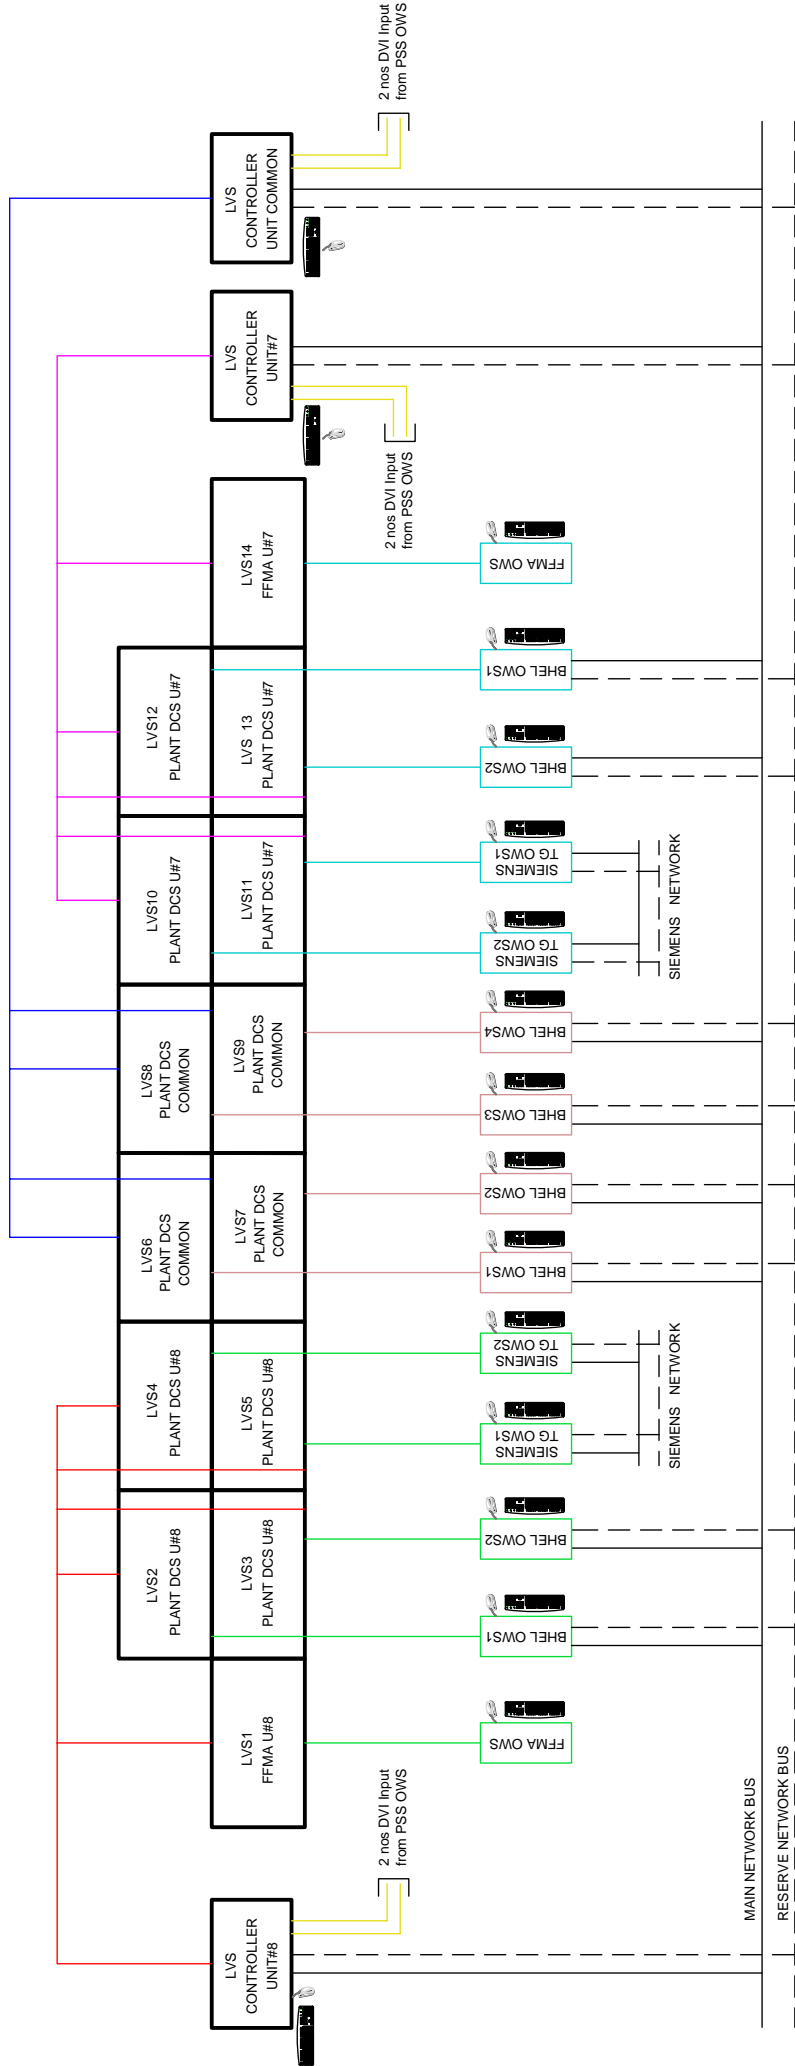 LVS
CONTROLLER
UNIT#8
2 nos DVI Input
from PSS OWS
LVS1
FFMA U#8
LVS2
PLANT DCS U#8
LVS3
PLANT DCS U#8
LVS4
PLANT DCS U#8
LVS5
PLANT DCS U#8
LVS6
PLANT DCS
COMMON
LVS7
PLANT DCS
COMMON
LVS8
PLANT DCS
COMMON
LVS9
PLANT DCS
COMMON
LVS10
PLANT DCS U#7
LVS11
PLANT DCS U#7
LVS12
PLANT DCS U#7
LVS 13
PLANT DCS U#7
LVS14
FFMA U#7
LVS
CONTROLLER
UNIT#7
2 nos DVI Input
from PSS OWS
LVS
CONTROLLER
UNIT COMMON
2 nos DVI Input
from PSS OWS
FFMA OWS
BHEL OWS1
BHEL OWS2
SIEMENS
TG OWS1
SIEMENS
TG OWS2
SIEMENS NETWORK
BHEL OWS1
BHEL OWS2
BHEL OWS3
BHEL OWS4
SIEMENS
TG OWS2
SIEMENS
TG OWS1
SIEMENS NETWORK
BHEL OWS2
BHEL OWS1
FFMA OWS
MAIN NETWORK BUS
RESERVE NETWORK BUS